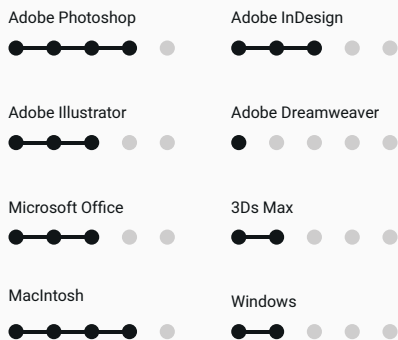 Adobe Photoshop
Adobe InDesign
Adobe Illustrator
Adobe Dreamweaver
Microsoft Office
3Ds Max
MacIntosh
Windows